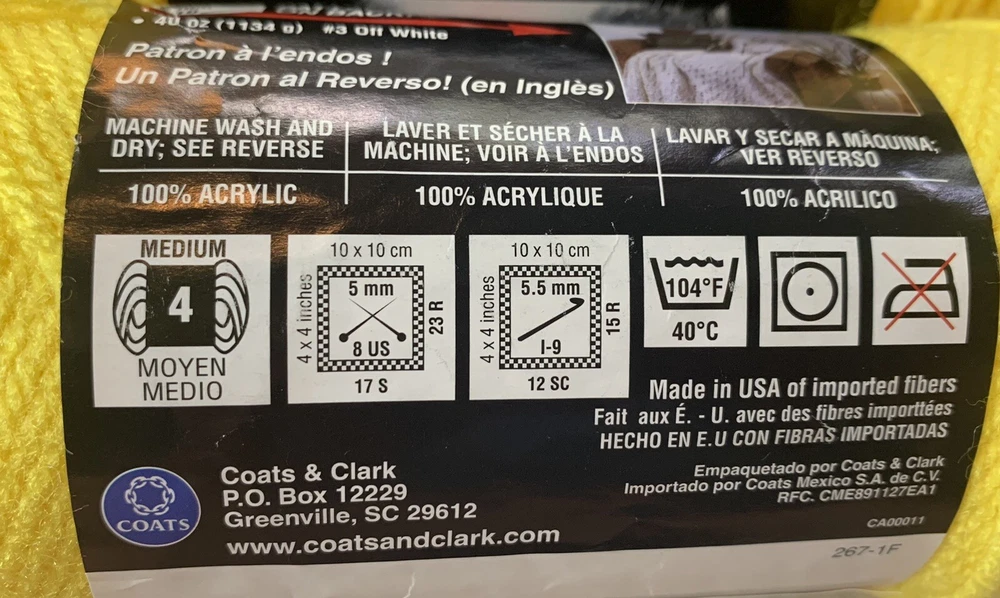 ON BACK!
• 40 oz (1134 g) #3 Off White
Patron à l'endos !
Un Patron al Reverso! (en Inglès)
MACHINE WASH AND
DRY; SEE REVERSE
100% ACRYLIC
LAVER ET SÉCHER À LA
MACHINE; VOIR À L'ENDOS
100% ACRYLIQUE
LAVAR Y SECAR A MÀQUINA;
VER REVERSO
100% ACRILICO
MEDIUM
4
MOYEN
MEDIO
10 x 10 cm
4 x 4 inches
5 mm
8 US
23 R
17 S
10 x 10 cm
4 x 4 inches
5.5 mm
I-9
15 R
12 SC
104°F
40°C
Made in USA of imported fibers
Fait aux É. - U. avec des fibres importtées
HECHO EN E.U CON FIBRAS IMPORTADAS
COATS
Coats & Clark
P.O. Box 12229
Greenville, SC 29612
www.coatsandclark.com
Empaquetado por Coats & Clark
Importado por Coats Mexico S.A. de C.V.
RFC. CME891127EA1
CA00011
267-1F